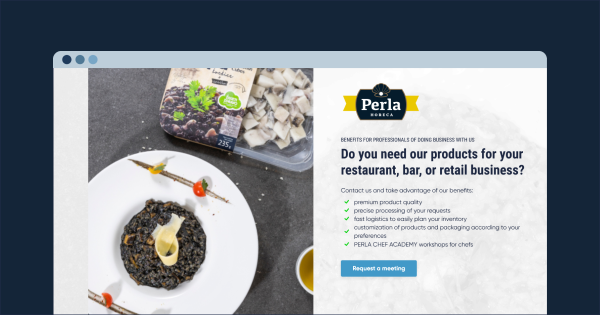 235g
Perla
HORECA
BENEFITS FOR PROFESSIONALS OF DOING BUSINESS WITH US
Do you need our products for your
restaurant, bar, or retail business?
Contact us and take advantage of our benefits:
premium product quality
precise processing of your requests
fast logistics to easily plan your inventory
customization of products and packaging according to your
preferences
PERLA CHEF ACADEMY workshops for chefs
Request a meeting